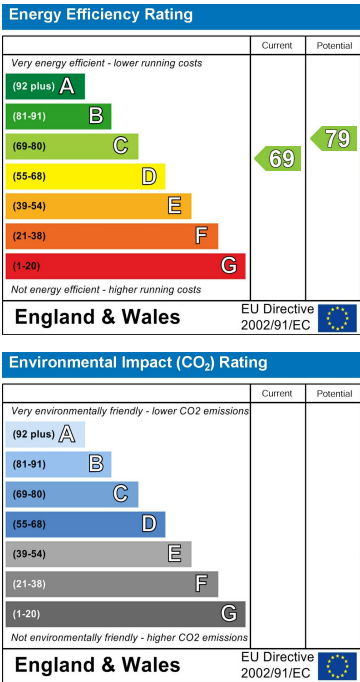 Energy Efficiency Rating
Current Potential
Very energy efficient - lower running costs
(92 plus) A
(81-91) B
(69-80) C
(55-68) D
(39-54) E
(21-38) F
(1-20) G
69 79
Not energy efficient - higher running costs
England & Wales
EU Directive
2002/91/EC
Environmental Impact (CO₂) Rating
Current Potential
Very environmentally friendly - lower CO2 emissions
(92 plus) A
(81-91) B
(69-80) C
(55-68) D
(39-54) E
(21-38) F
(1-20) G
Not environmentally friendly - higher CO2 emissions
England & Wales
EU Directive
2002/91/EC